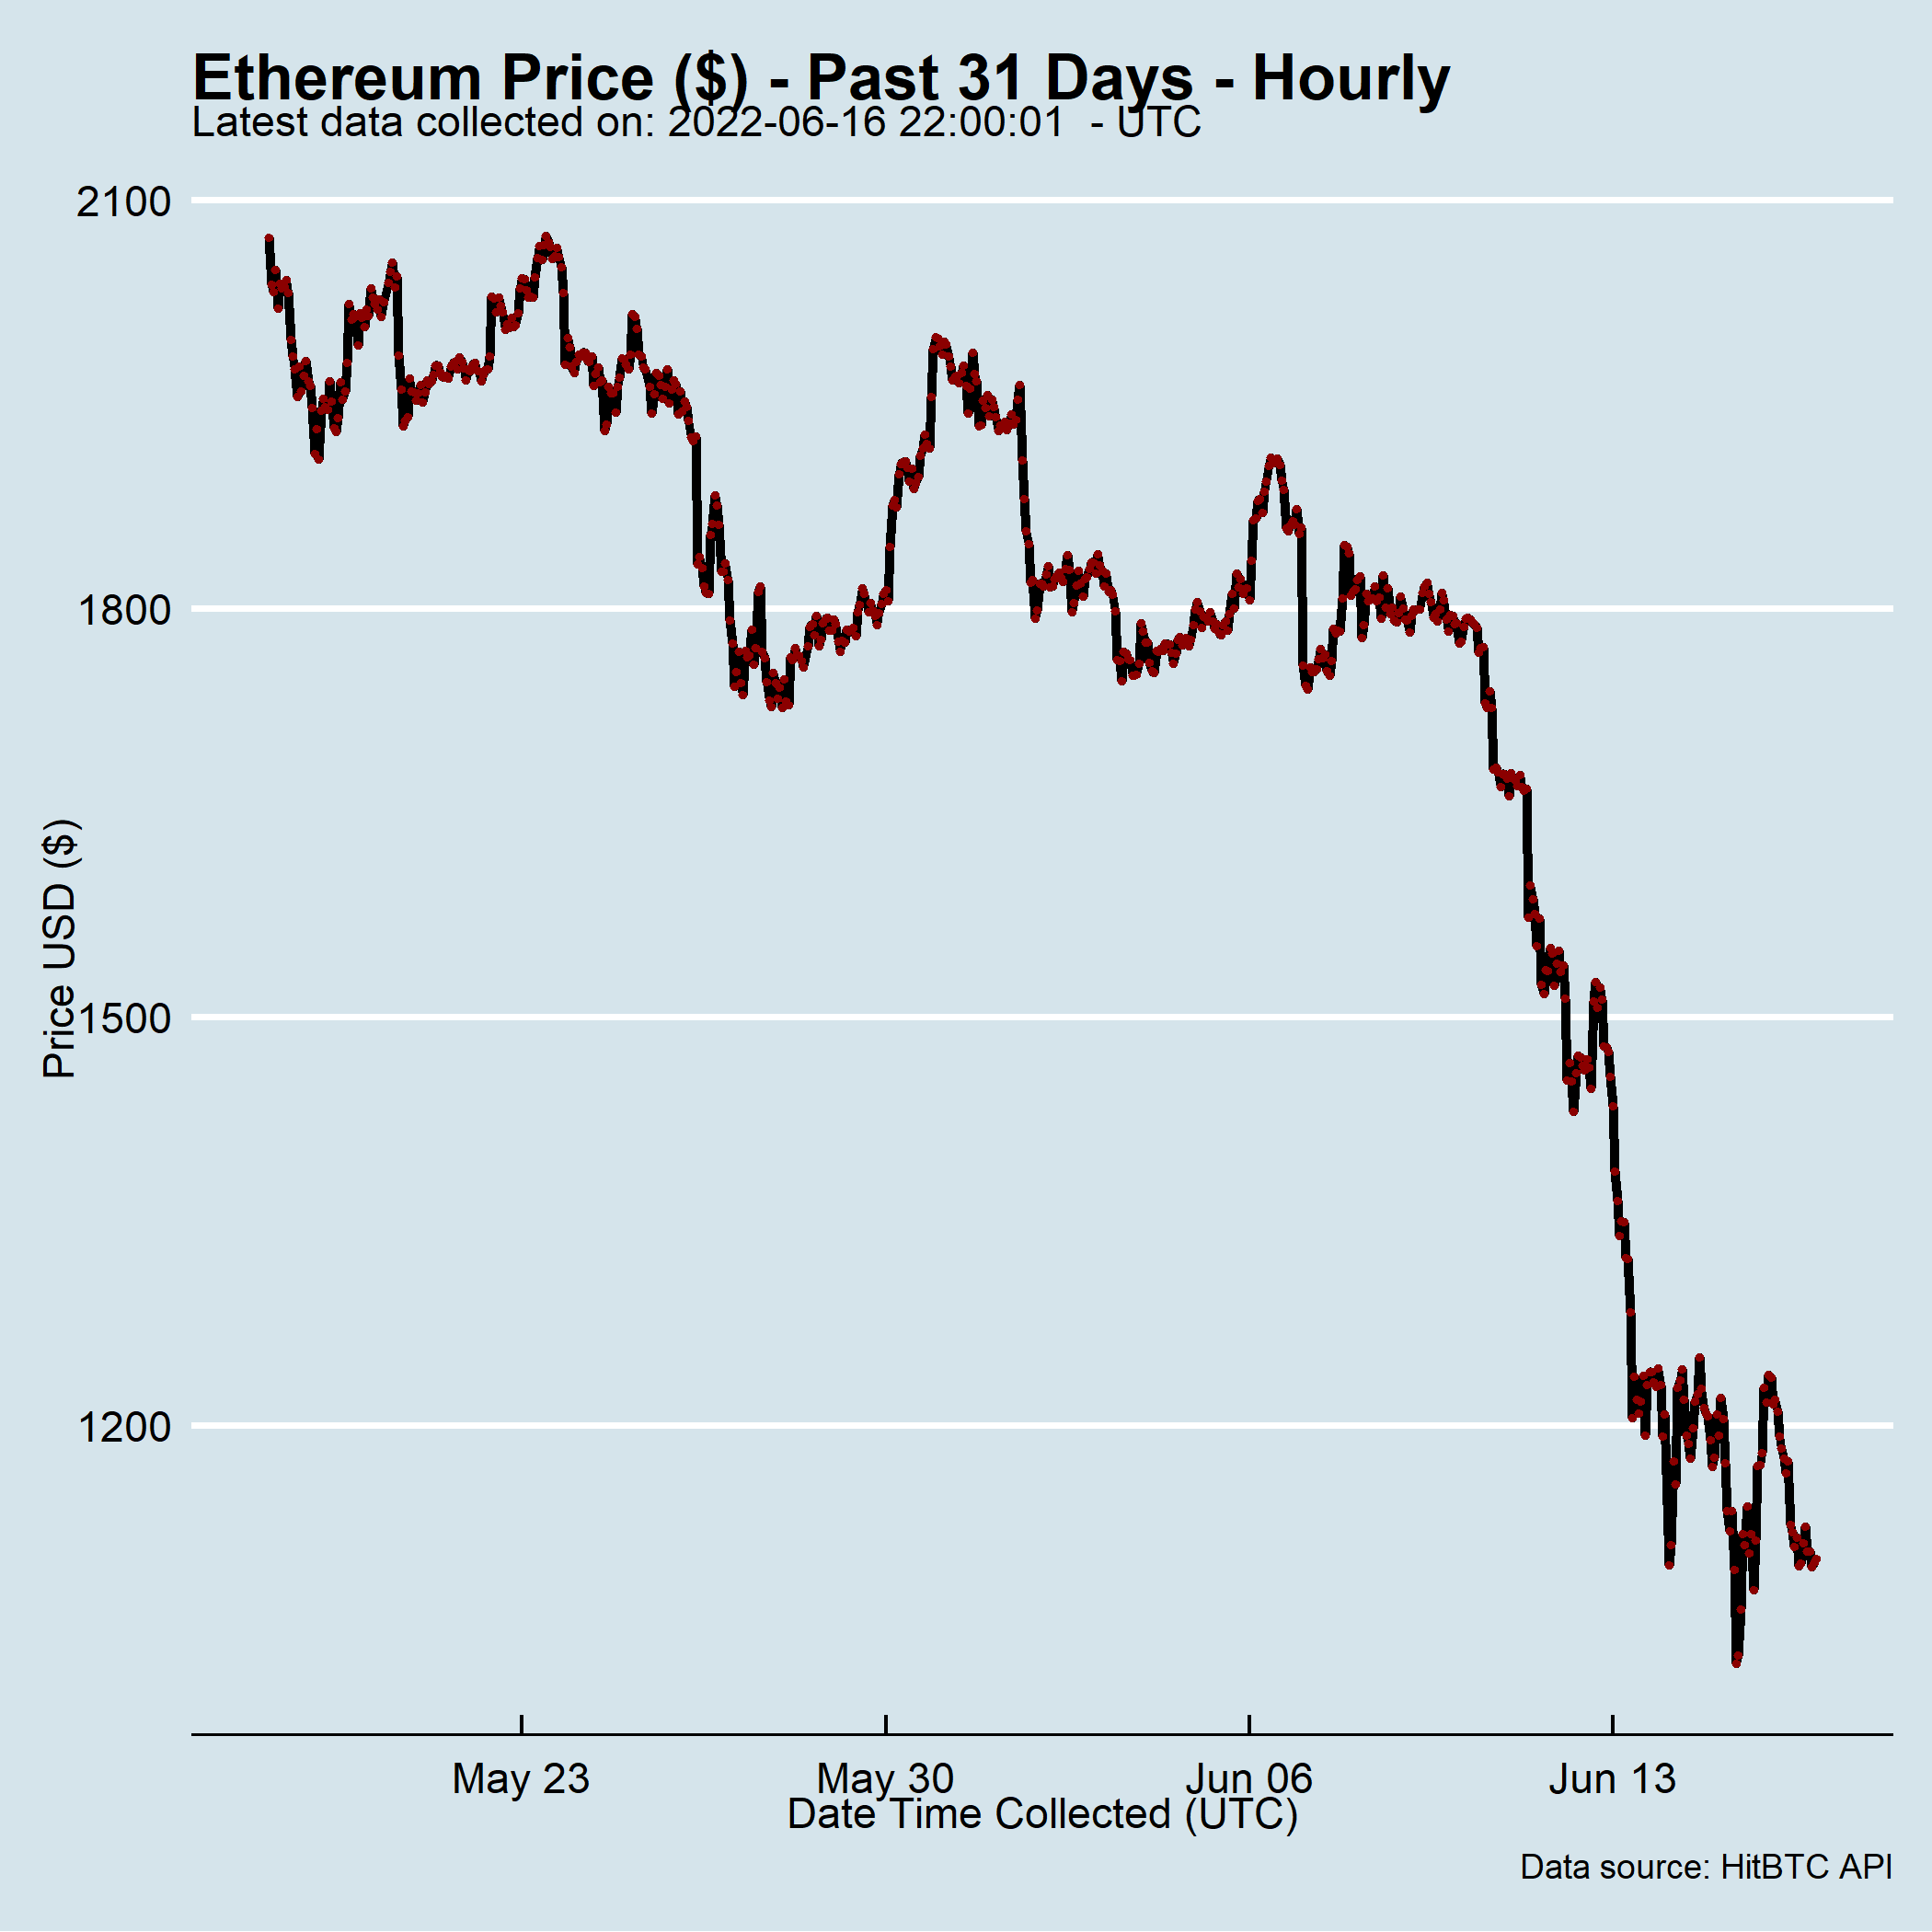 Ethereum Price ($) - Past 31 Days - Hourly
Latest data collected on: 2022-06-16 22:00:01  - UTC
2100
1800
1500
1200
Price USD ($)
May 23
May 30
Jun 06
Jun 13
Date Time Collected (UTC)
Data source: HitBTC API